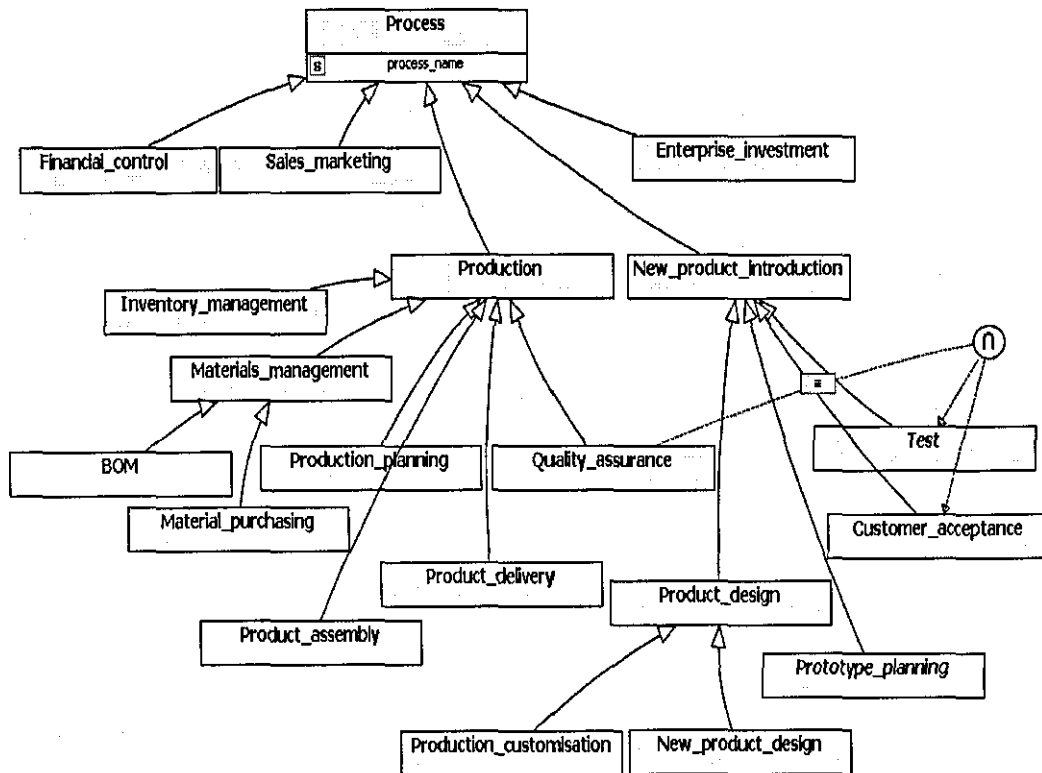 Process
8 process_name
Financial_control
Sales_marketing
Enterprise_investment
Production
New_product_introduction
Inventory_management
∩
Materials_management
≡
Test
BOM
Production_planning
Quality_assurance
Material_purchasing
Customer_acceptance
Product_delivery
Product_design
Product_assembly
Prototype_planning
Production_customisation
New_product_design